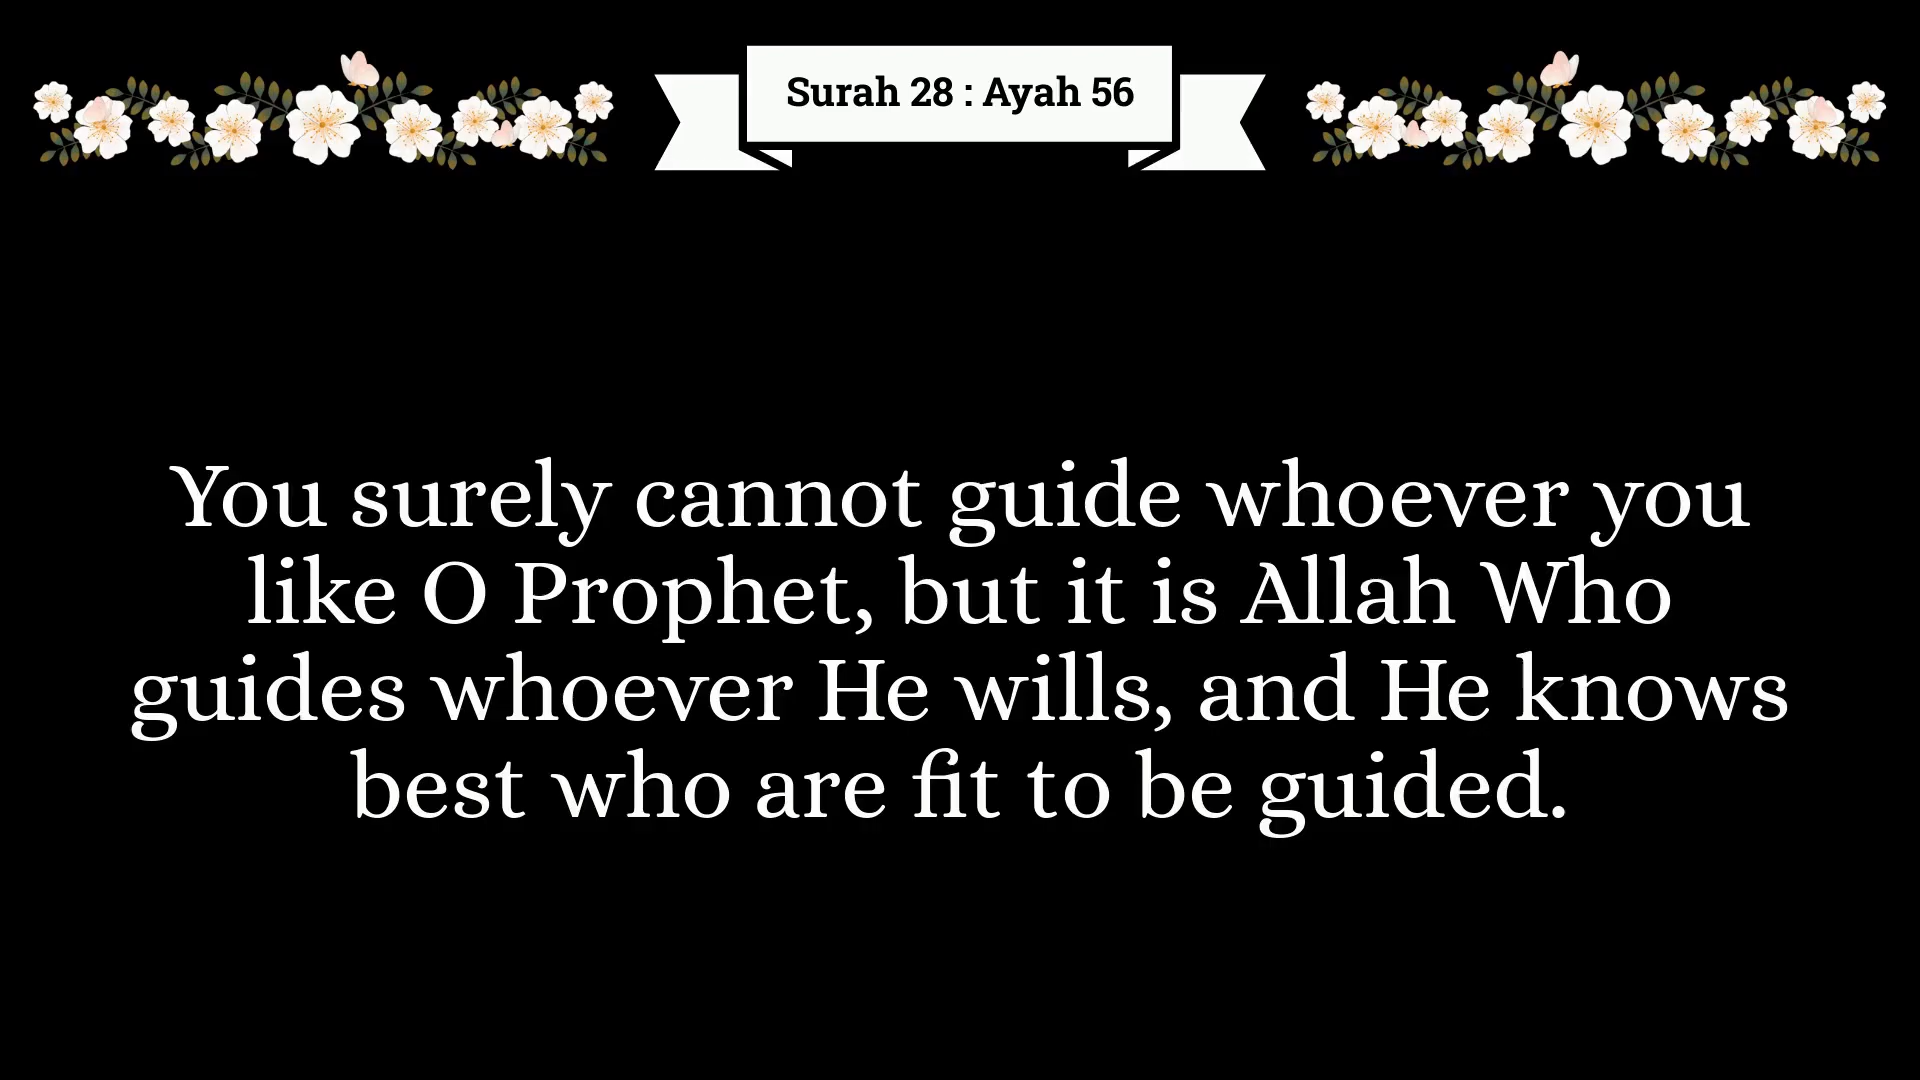 Surah 28 : Ayah 56
You surely cannot guide whoever you
like O Prophet, but it is Allah Who
guides whoever He wills, and He knows
best who are fit to be guided.